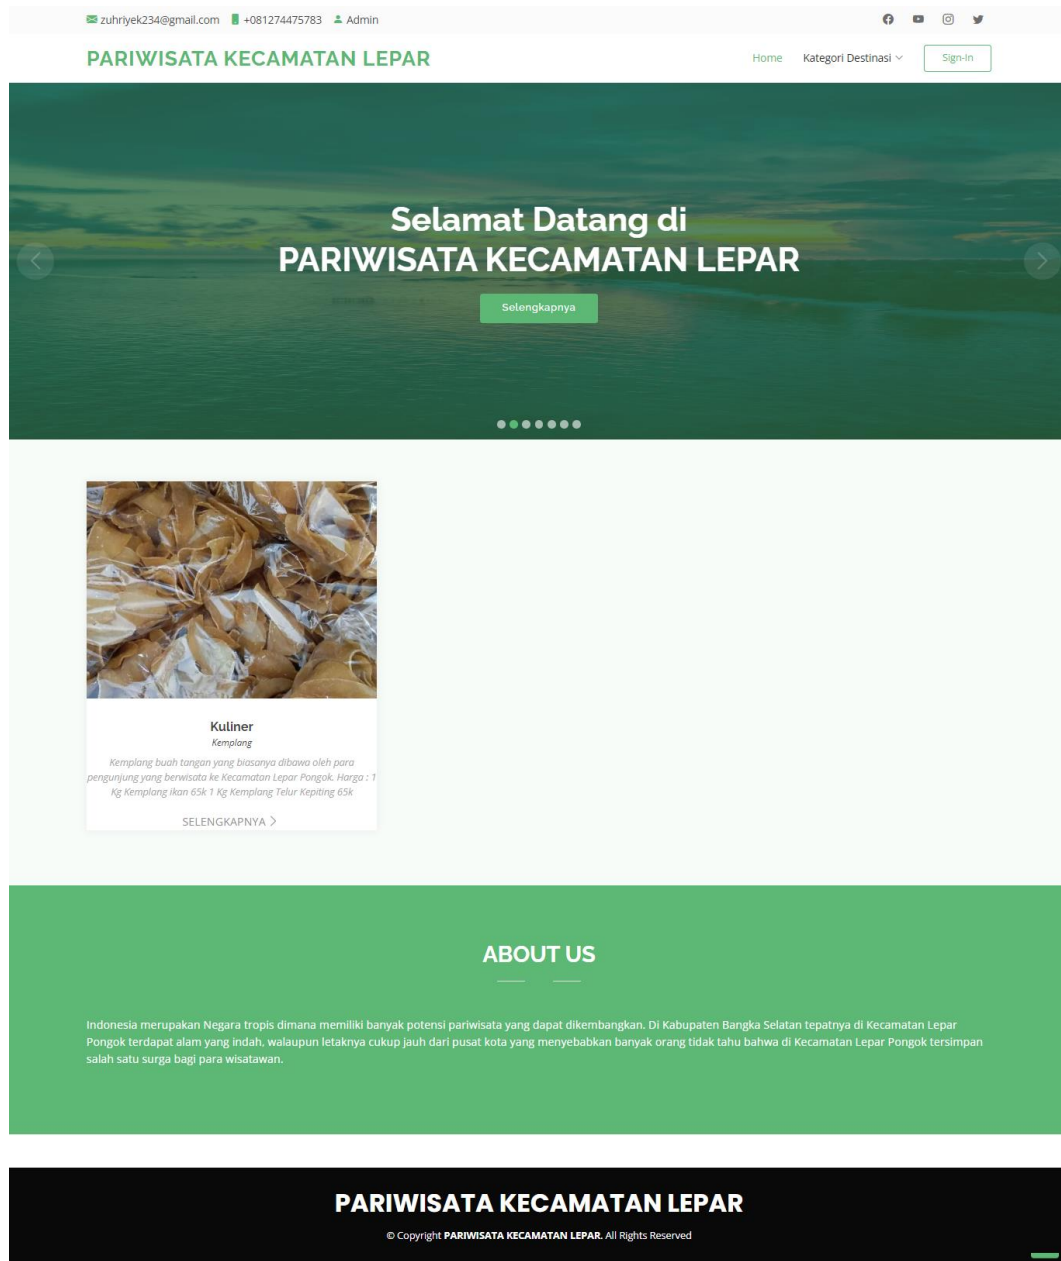 zuhriyek234@gmail.com +081274475783 Admin
PARIWISATA KECAMATAN LEPAR
Home Kategori Destinasi Sign-In
Selamat Datang di
PARIWISATA KECAMATAN LEPAR
Selengkapnya
Kuliner
Kemplang
Kemplang buah tangan yang biasanya dibawa oleh para
pengunjung yang berwisata ke Kecamatan Lepar Pongok. Harga : 1
Kg Kemplang ikan 65k 1 Kg Kemplang Telur Kepiting 65k
SELENGKAPNYA
ABOUT US
Indonesia merupakan Negara tropis dimana memiliki banyak potensi pariwisata yang dapat dikembangkan. Di Kabupaten Bangka Selatan tepatnya di Kecamatan Lepar
Pongok terdapat alam yang indah, walaupun letaknya cukup jauh dari pusat kota yang menyebabkan banyak orang tidak tahu bahwa di Kecamatan Lepar Pongok tersimpan
salah satu surga bagi para wisatawan.
PARIWISATA KECAMATAN LEPAR
© Copyright PARIWISATA KECAMATAN LEPAR. All Rights Reserved